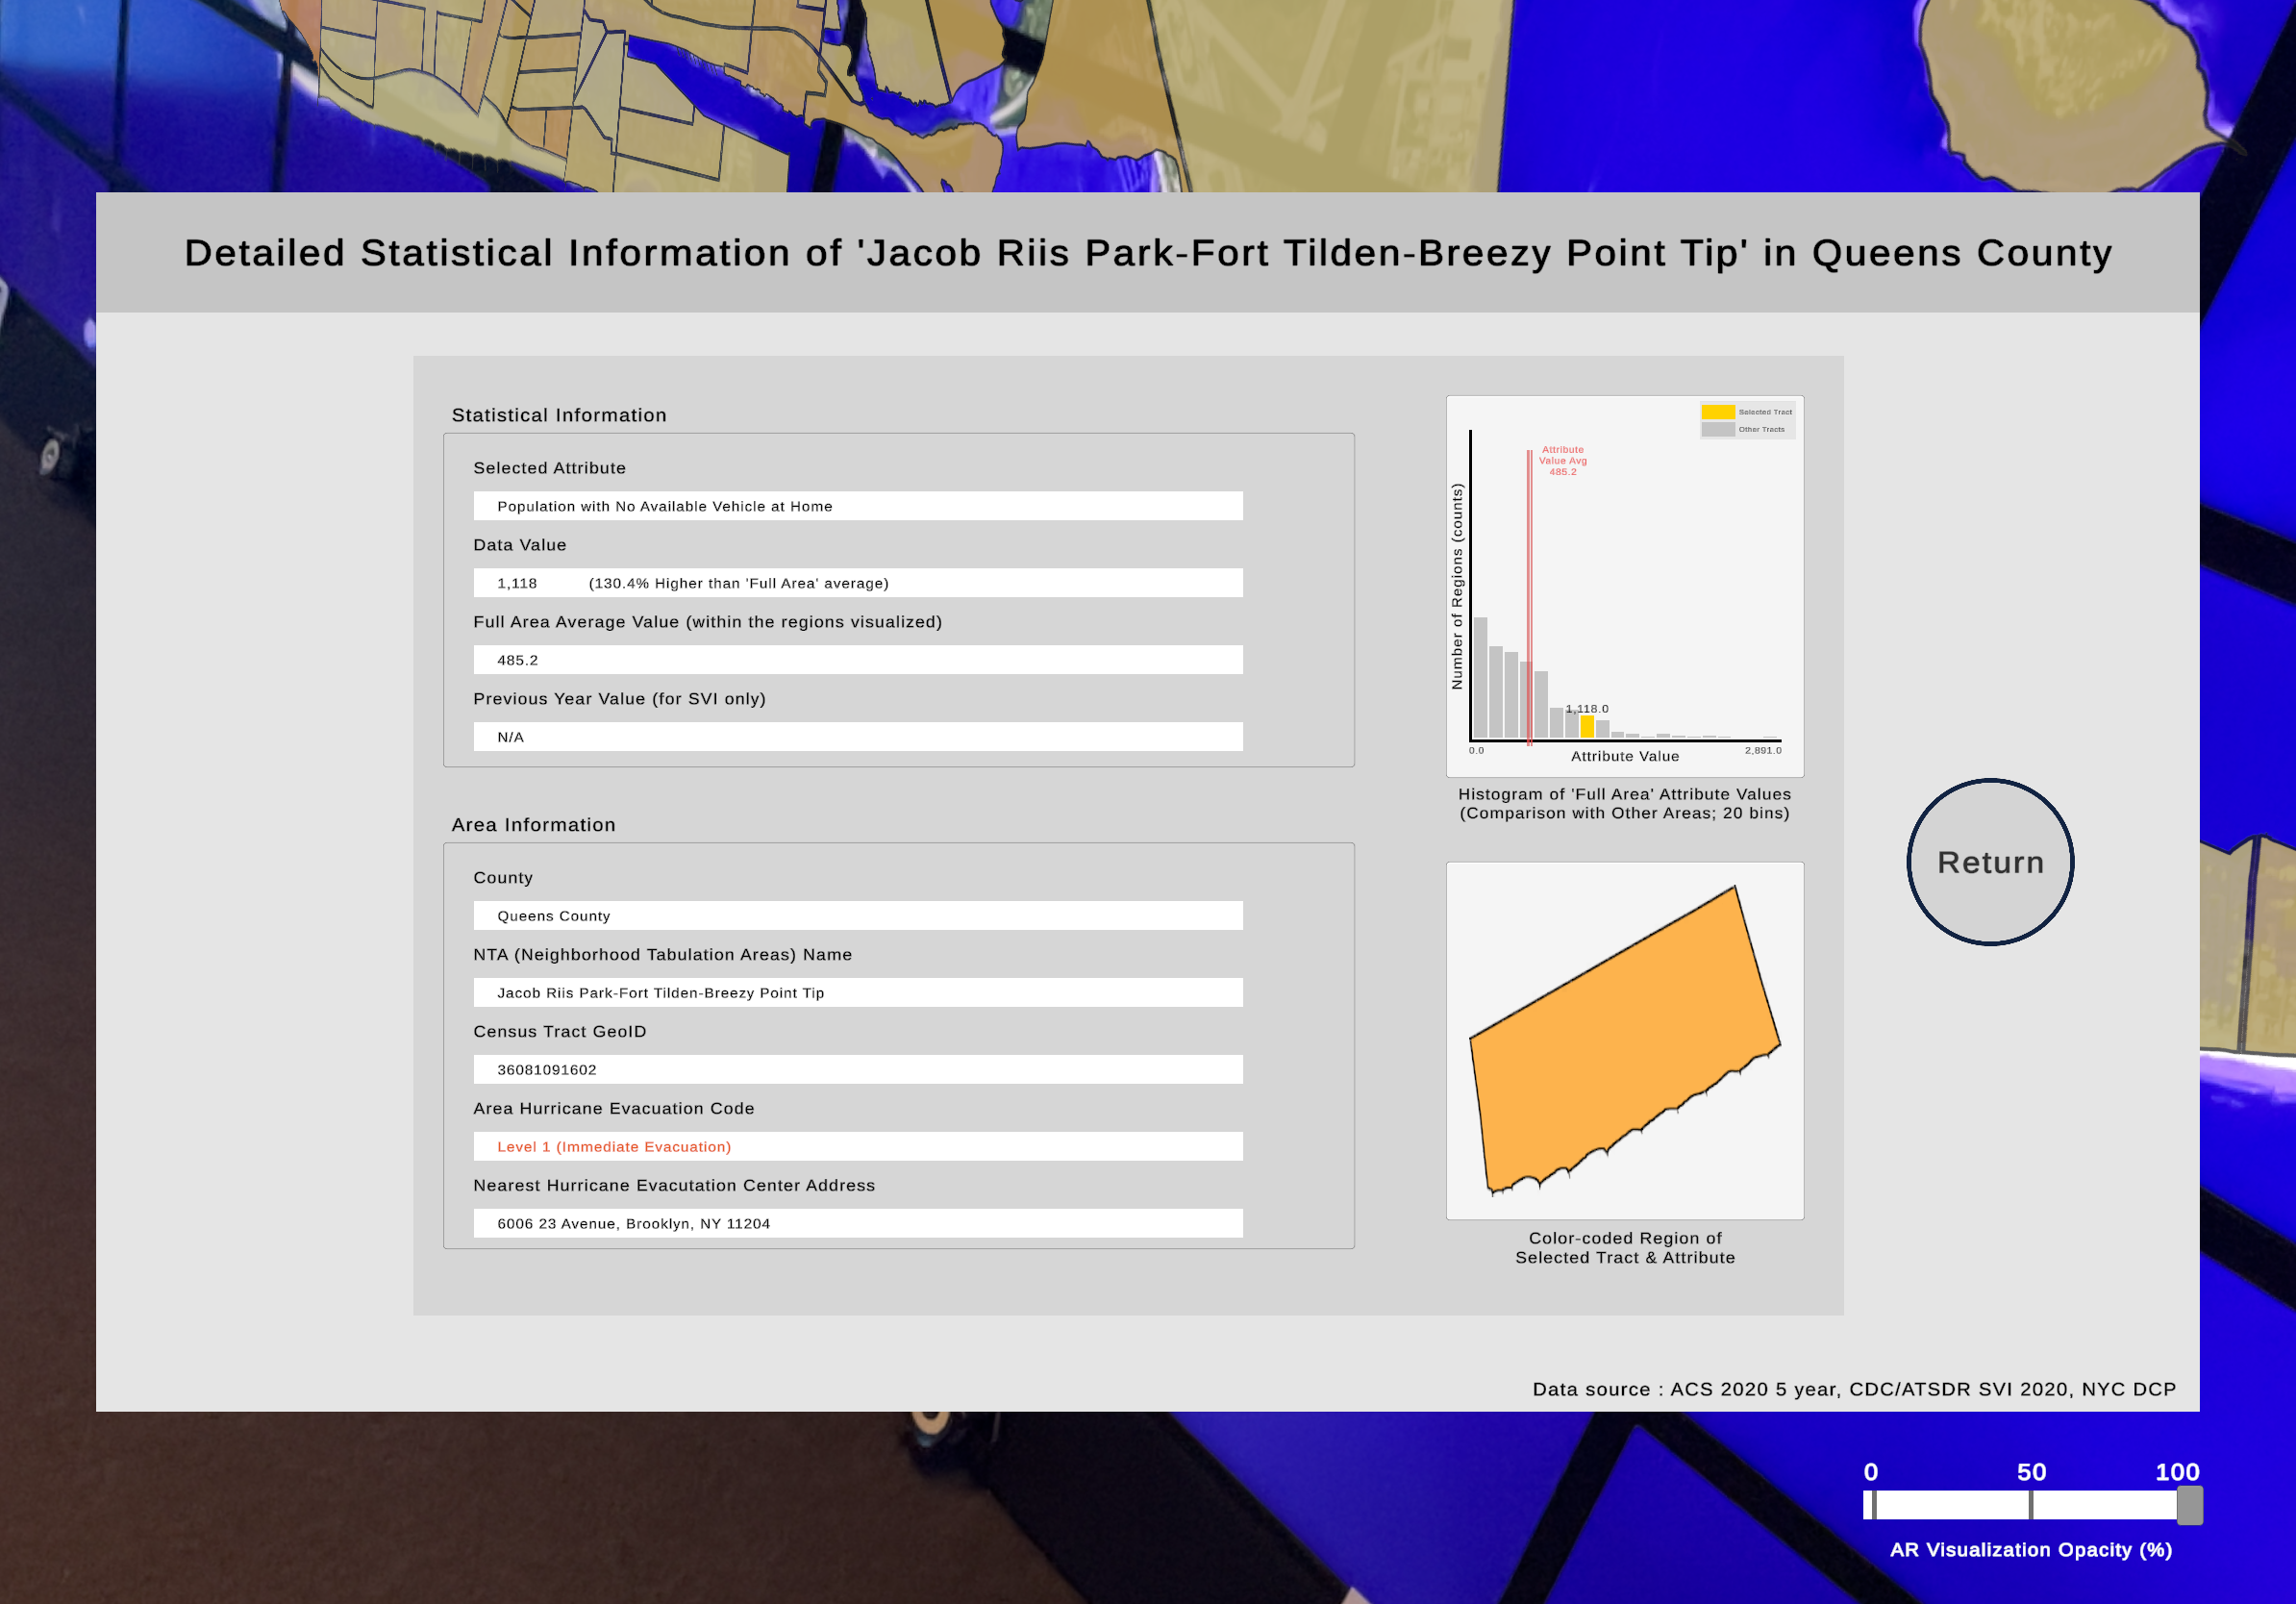 Detailed Statistical Information of 'Jacob Riis Park-Fort Tilden-Breezy Point Tip' in Queens County
Statistical Information
Selected Attribute
Population with No Available Vehicle at Home
Data Value
1,118 (130.4% Higher than 'Full Area' average)
Full Area Average Value (within the regions visualized)
485.2
Previous Year Value (for SVI only)
N/A
Area Information
County
Queens County
NTA (Neighborhood Tabulation Areas) Name
Jacob Riis Park-Fort Tilden-Breezy Point Tip
Census Tract GeoID
36081091602
Area Hurricane Evacuation Code
Level 1 (Immediate Evacuation)
Nearest Hurricane Evacutation Center Address
6006 23 Avenue, Brooklyn, NY 11204
Selected Tract
Other Tracts
Attribute
Value Avg
485.2
Number of Regions (counts)
1,118.0
0.0
2,891.0
Attribute Value
Histogram of 'Full Area' Attribute Values
(Comparison with Other Areas; 20 bins)
Color-coded Region of
Selected Tract & Attribute
Return
Data source : ACS 2020 5 year, CDC/ATSDR SVI 2020, NYC DCP
0 50 100
AR Visualization Opacity (%)